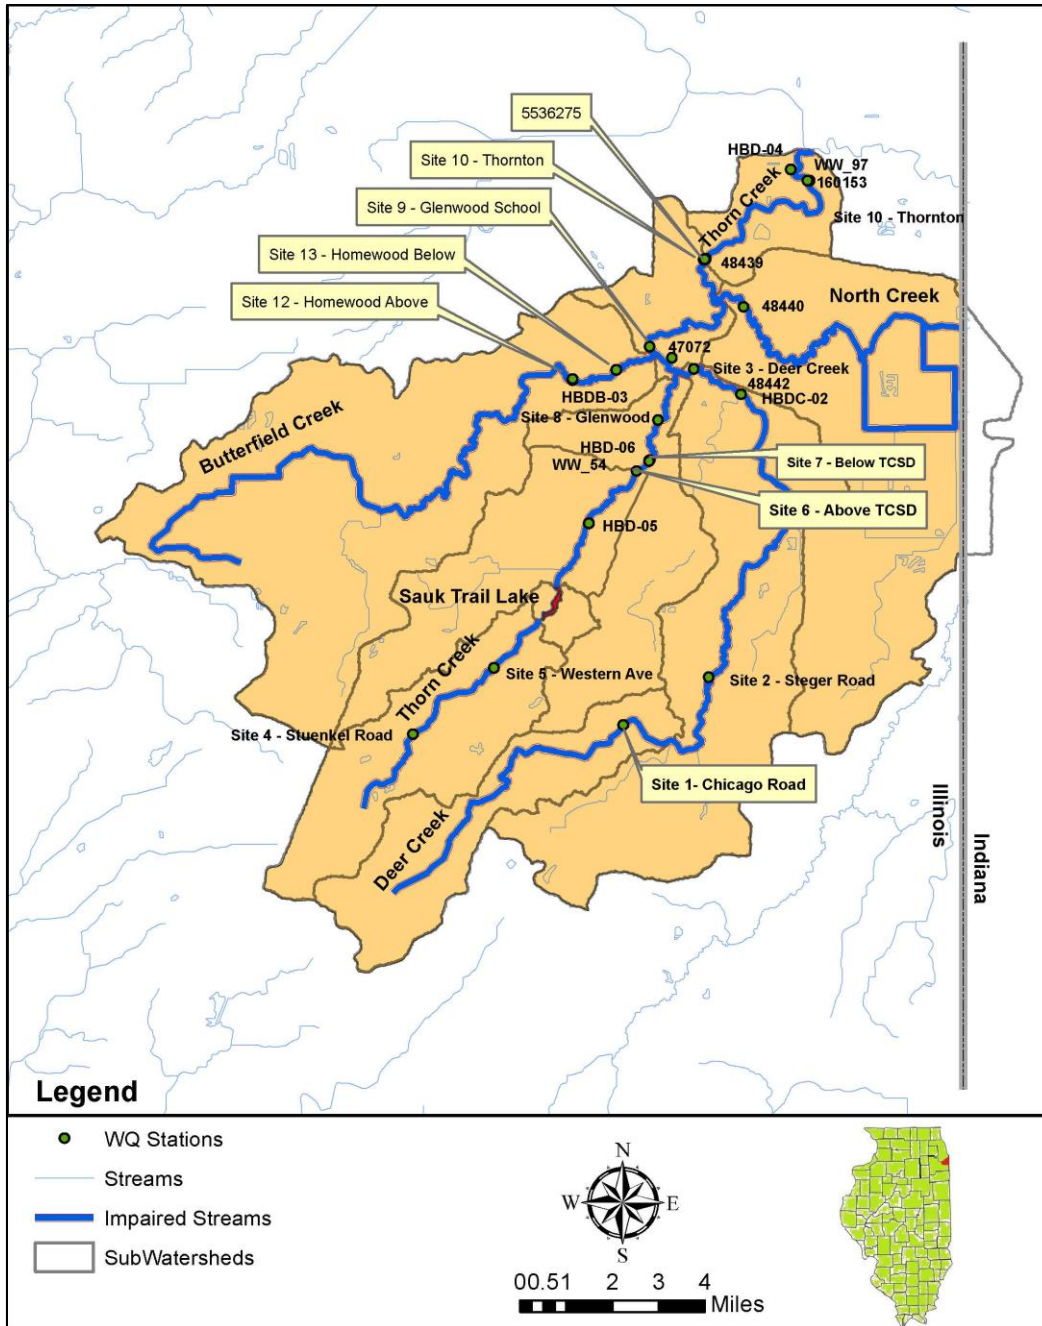 5536275
HBD-04
Site 10 - Thornton
WW_97
160153
Thorn Creek
Site 9 - Glenwood School
Site 10 - Thornton
Site 13 - Homewood Below
48439
North Creek
Site 12 - Homewood Above
48440
47072
Site 3 - Deer Creek
48442
HBDB-03
HBDC-02
Butterfield Creek
Site 8 - Glenwood
HBD-06
Site 7 - Below TCSD
WW_54
Site 6 - Above TCSD
HBD-05
Sauk Trail Lake
Thorn Creek
Site 5 - Western Ave
Site 2 - Steger Road
Site 4 - Stuenkel Road
Site 1- Chicago Road
Illinois
Indiana
Deer Creek
Legend
WQ Stations
Streams
Impaired Streams
SubWatersheds
N
W
E
S
00.51 2 3 4
Miles